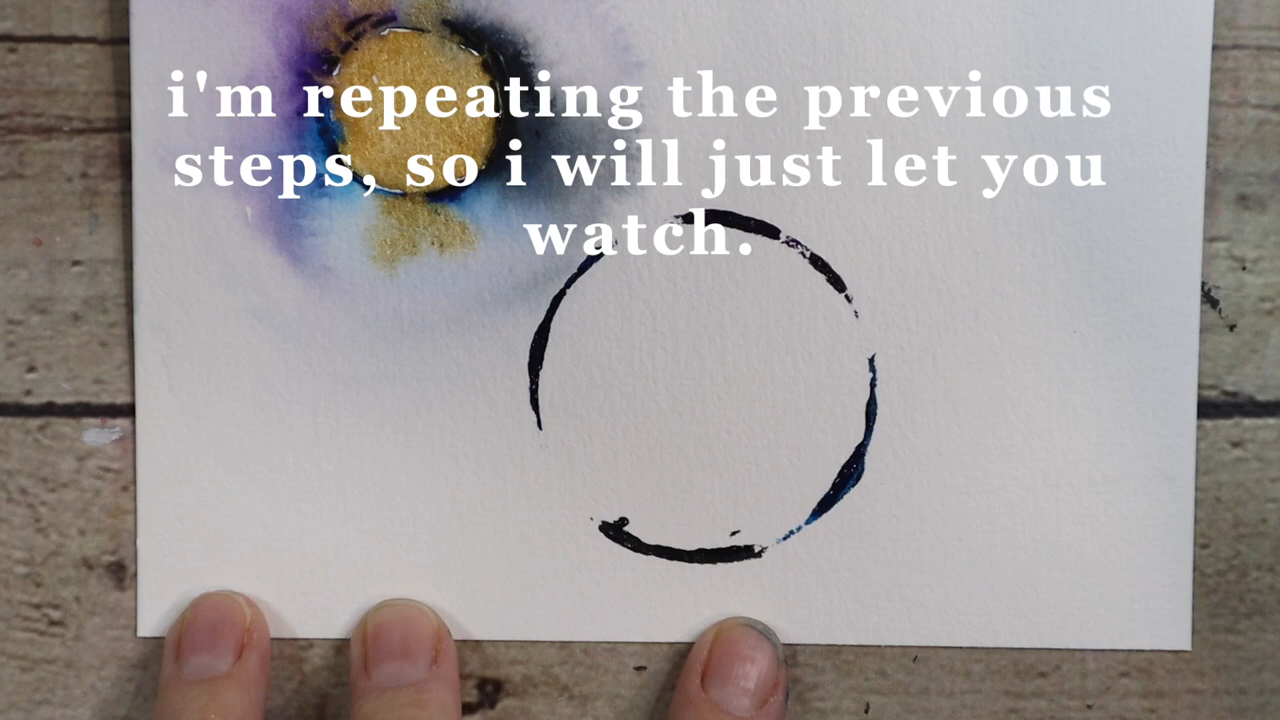 i'm repeating the previous
steps, so i will just let you
watch.